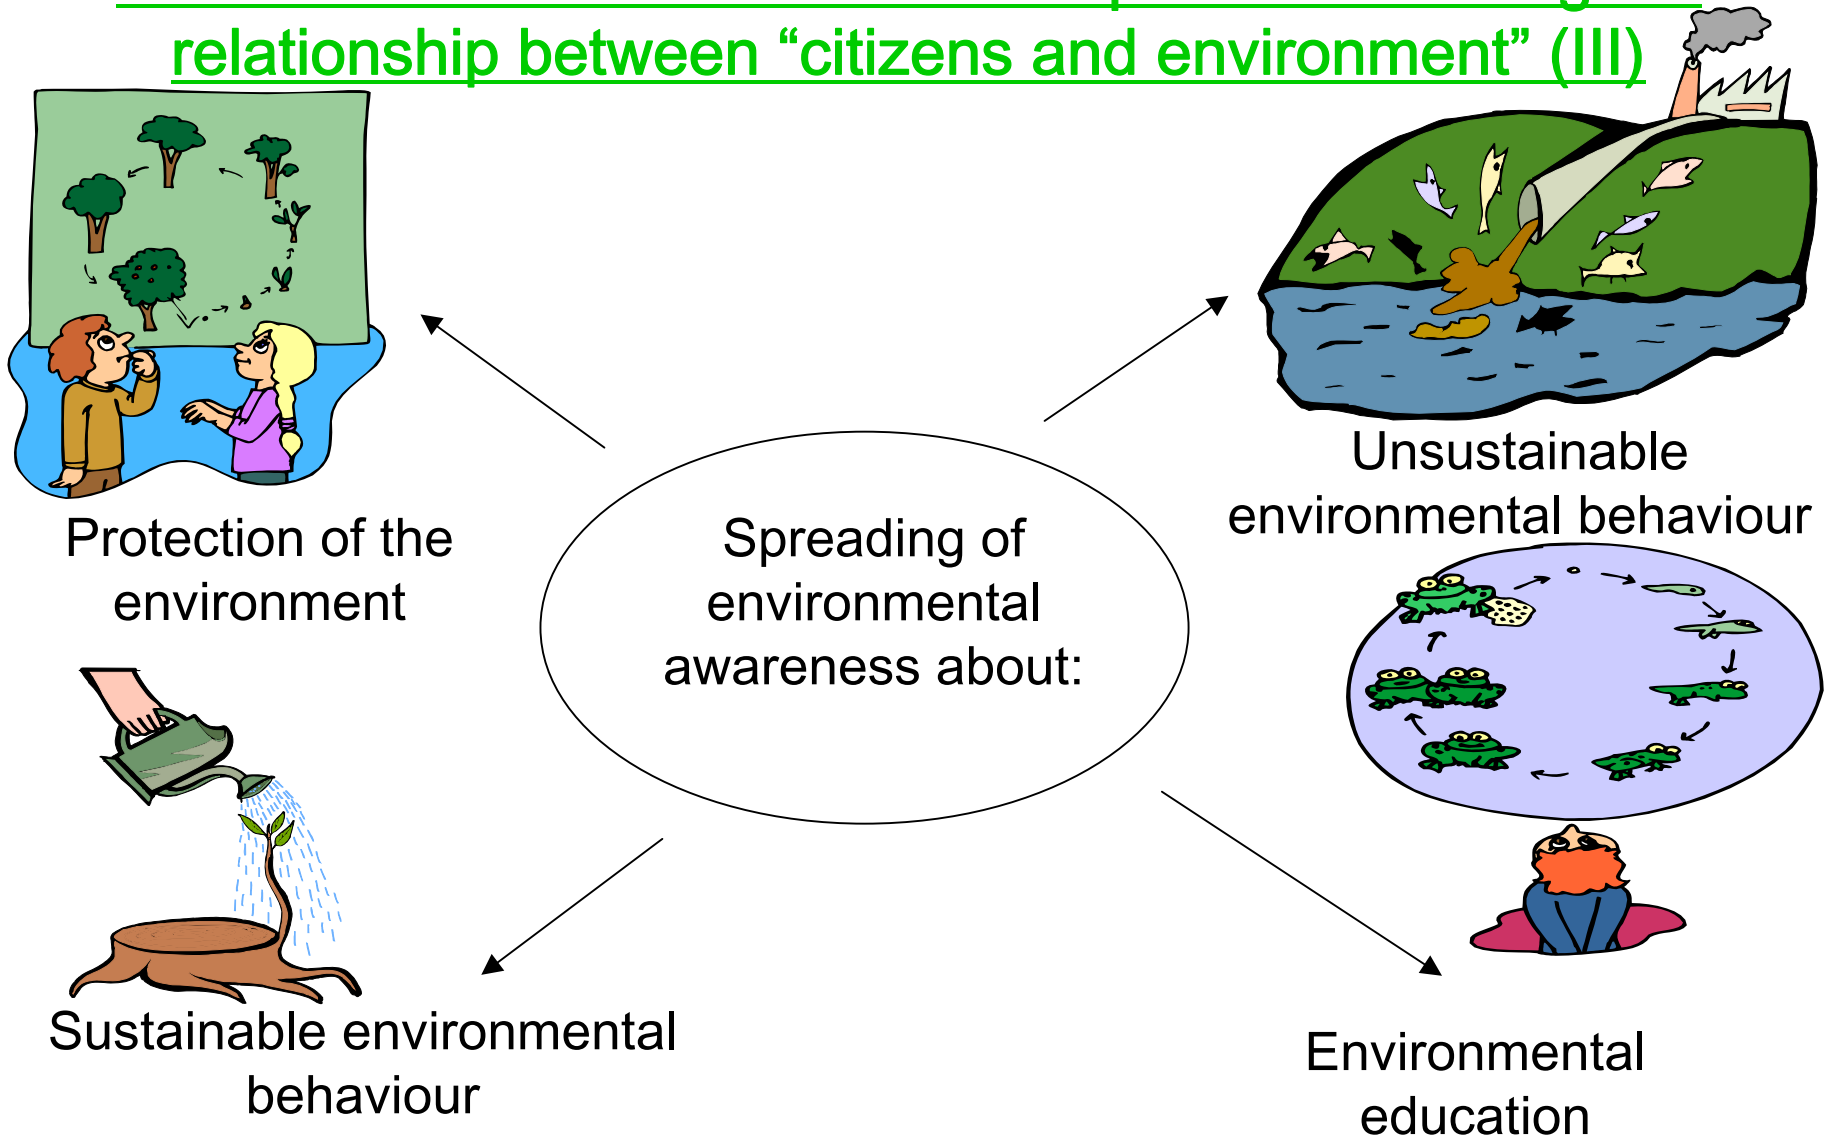 relationship between “citizens and environment” (III)
Protection of the
environment
Unsustainable
environmental behaviour
Spreading of
environmental
awareness about:
Sustainable environmental
behaviour
Environmental
education